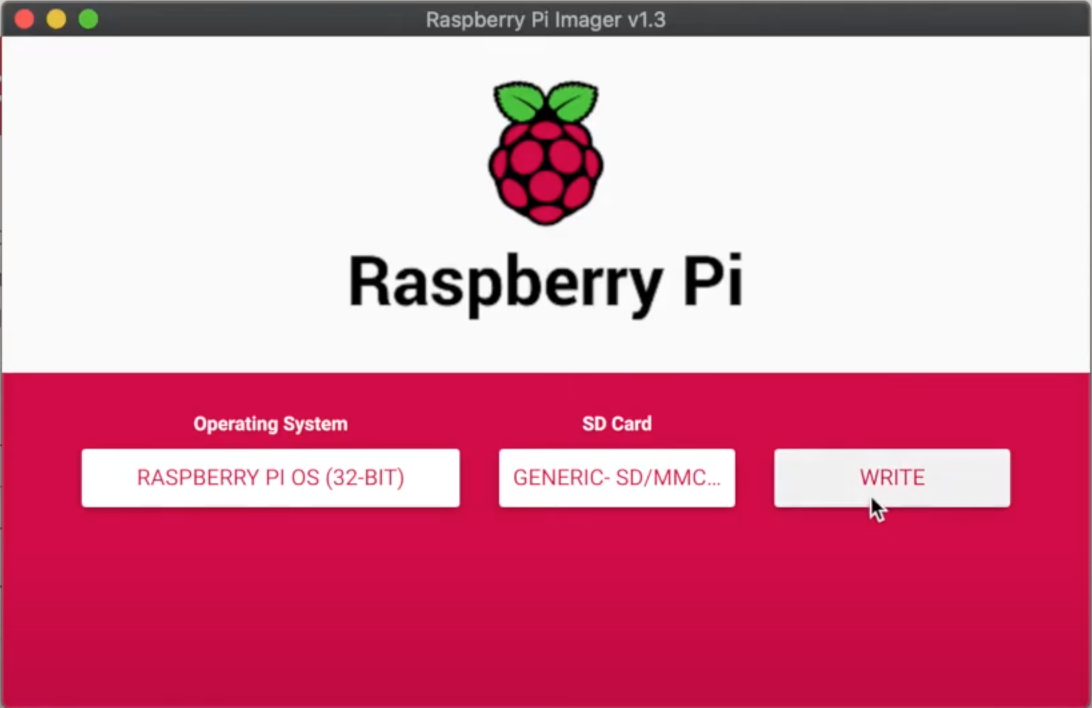 Raspberry Pi Imager v1.3
Raspberry Pi
Operating System
SD Card
RASPBERRY PI OS (32-BIT)
GENERIC- SD/MMC...
WRITE